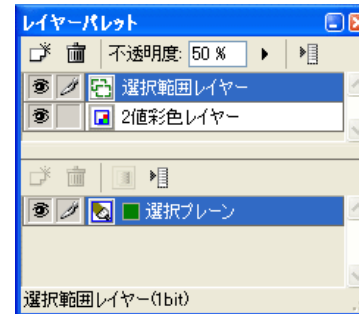 レイヤーパレット
不透明度: 50 %
選択範囲レイヤー
2値彩色レイヤー
選択プレーン
選択範囲レイヤー(1bit)